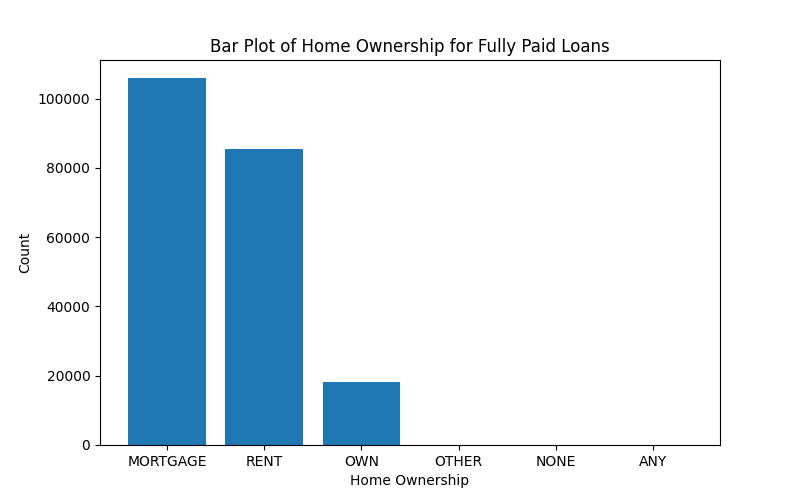 Bar Plot of Home Ownership for Fully Paid Loans
Count
100000
80000
60000
40000
20000
0
MORTGAGE RENT OWN OTHER NONE ANY
Home Ownership